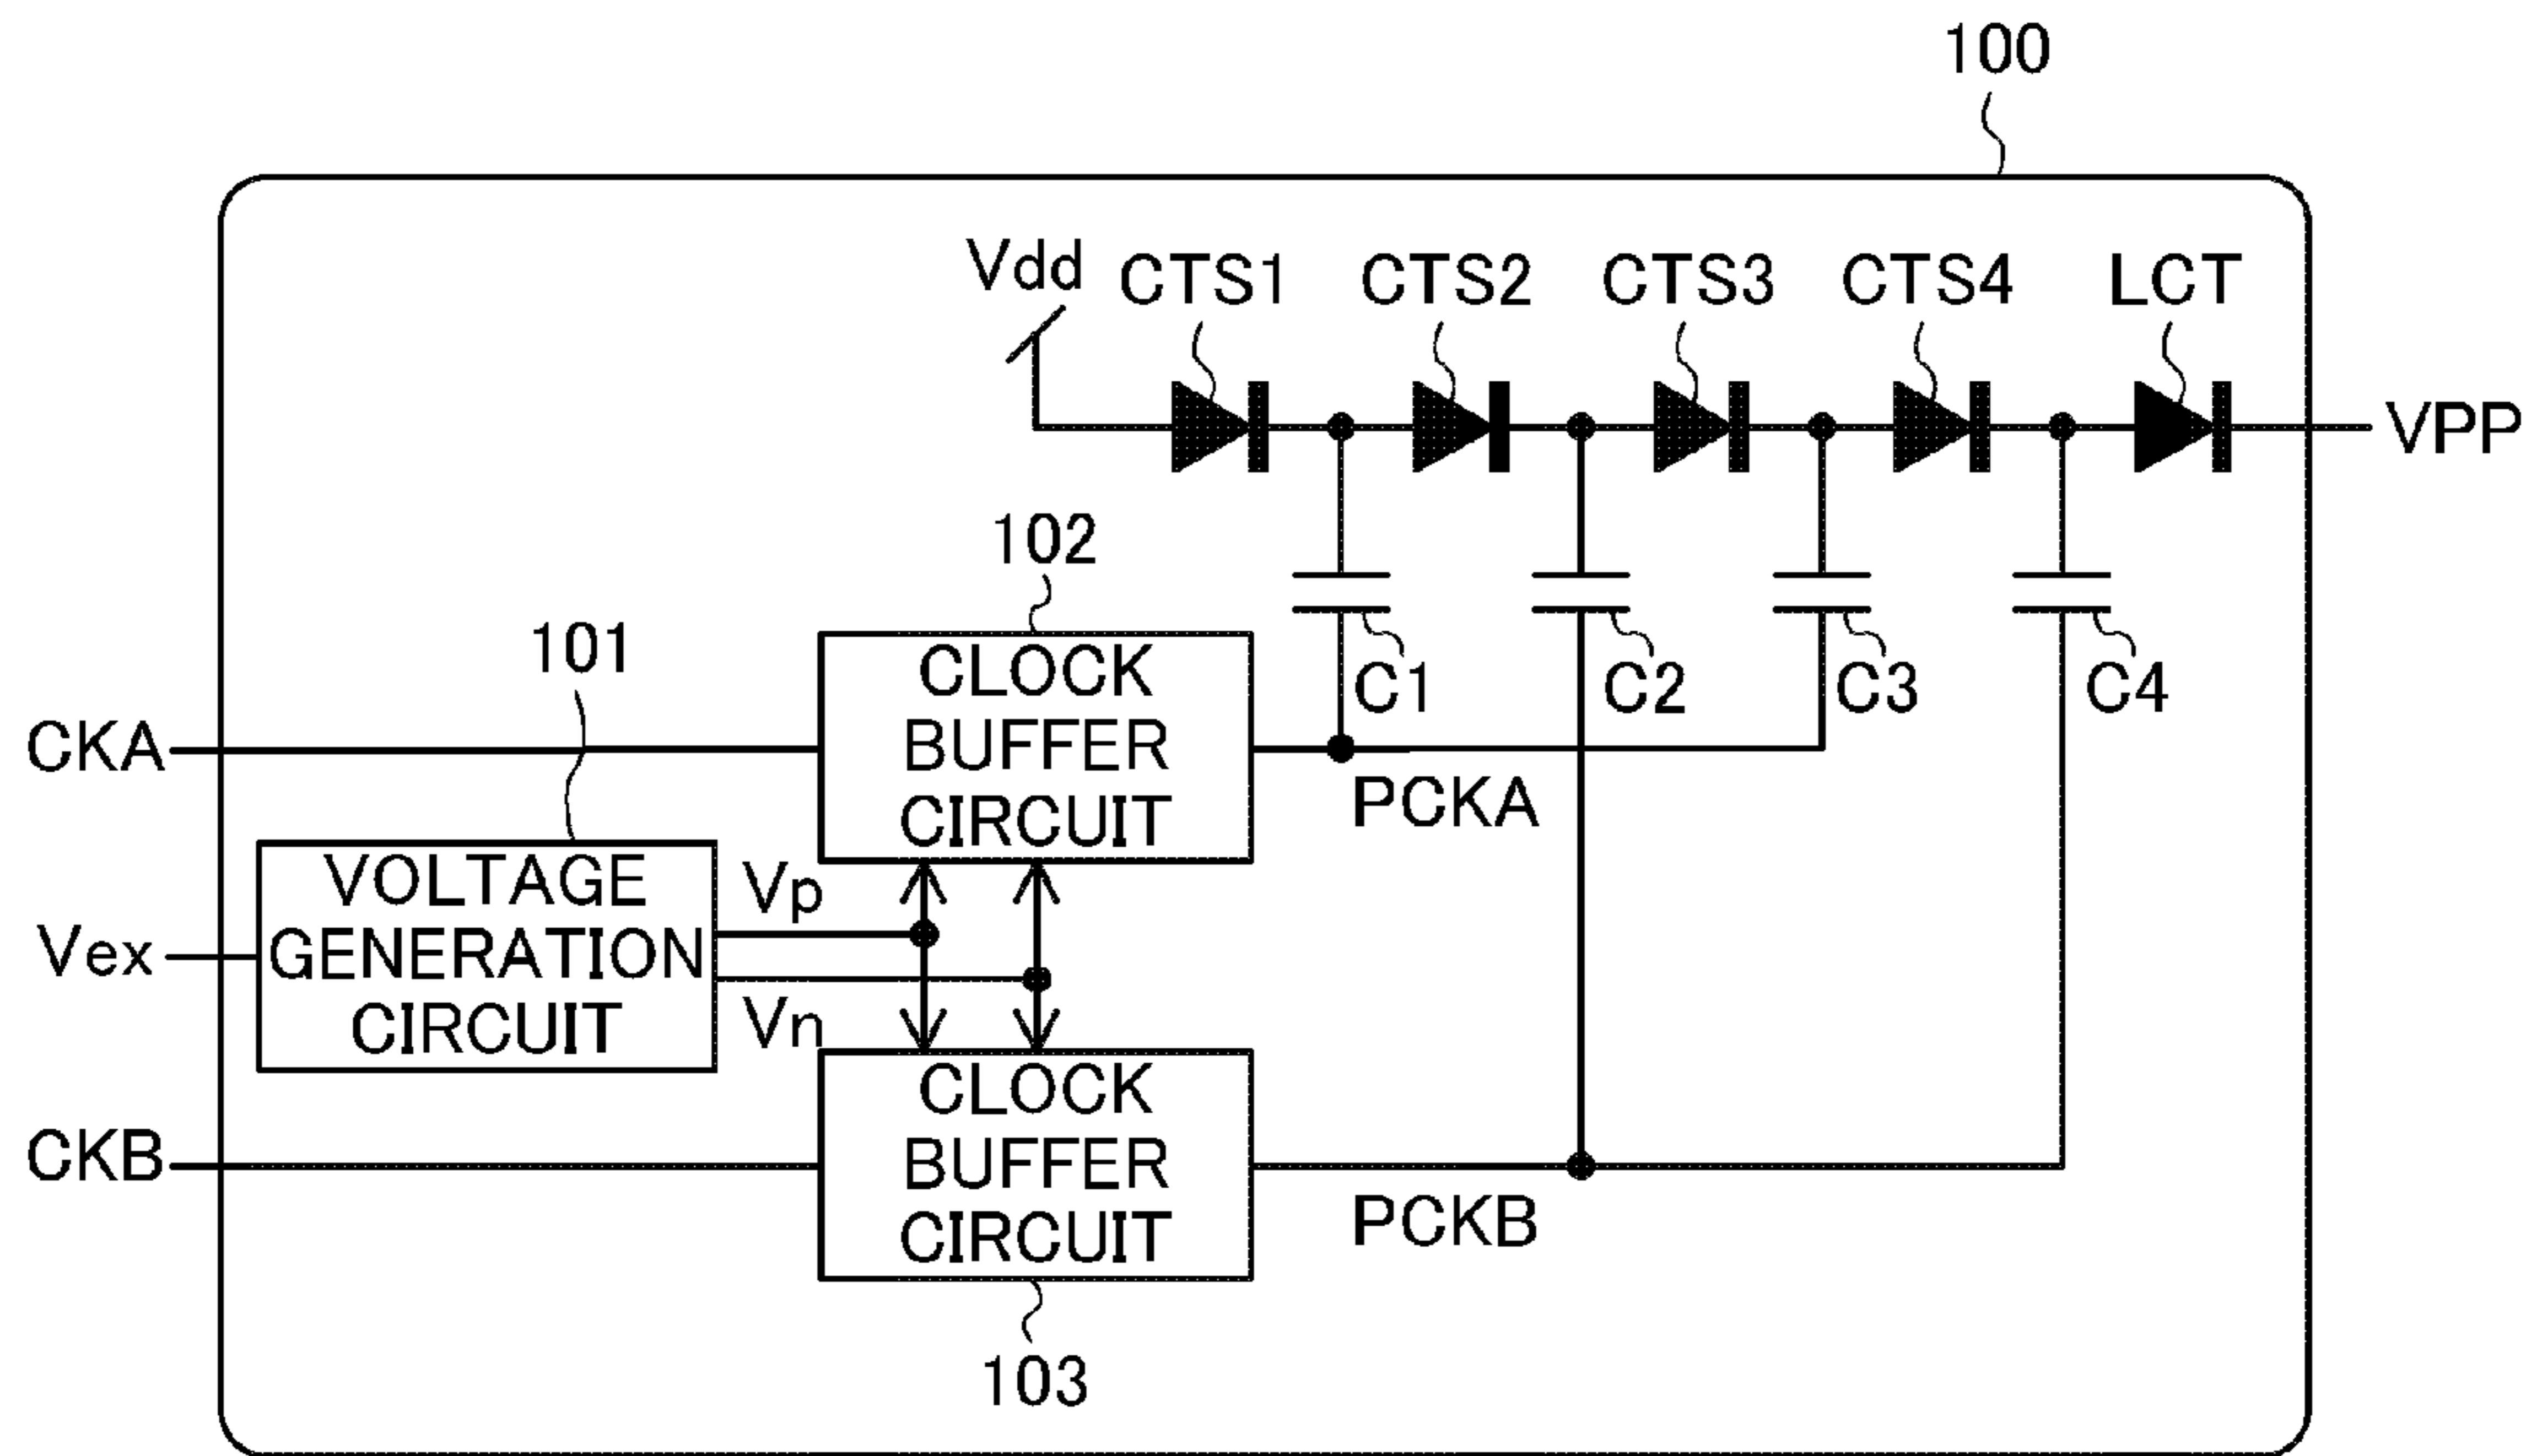 100
Vdd
CTS1
CTS2
CTS3
CTS4
LCT
VPP
102
101
CLOCK
BUFFER
CIRCUIT
C1
C2
C3
C4
CKA
PCKA
VOLTAGE
GENERATION
CIRCUIT
Vp
Vex
Vn
CLOCK
BUFFER
CIRCUIT
CKB
PCKB
103